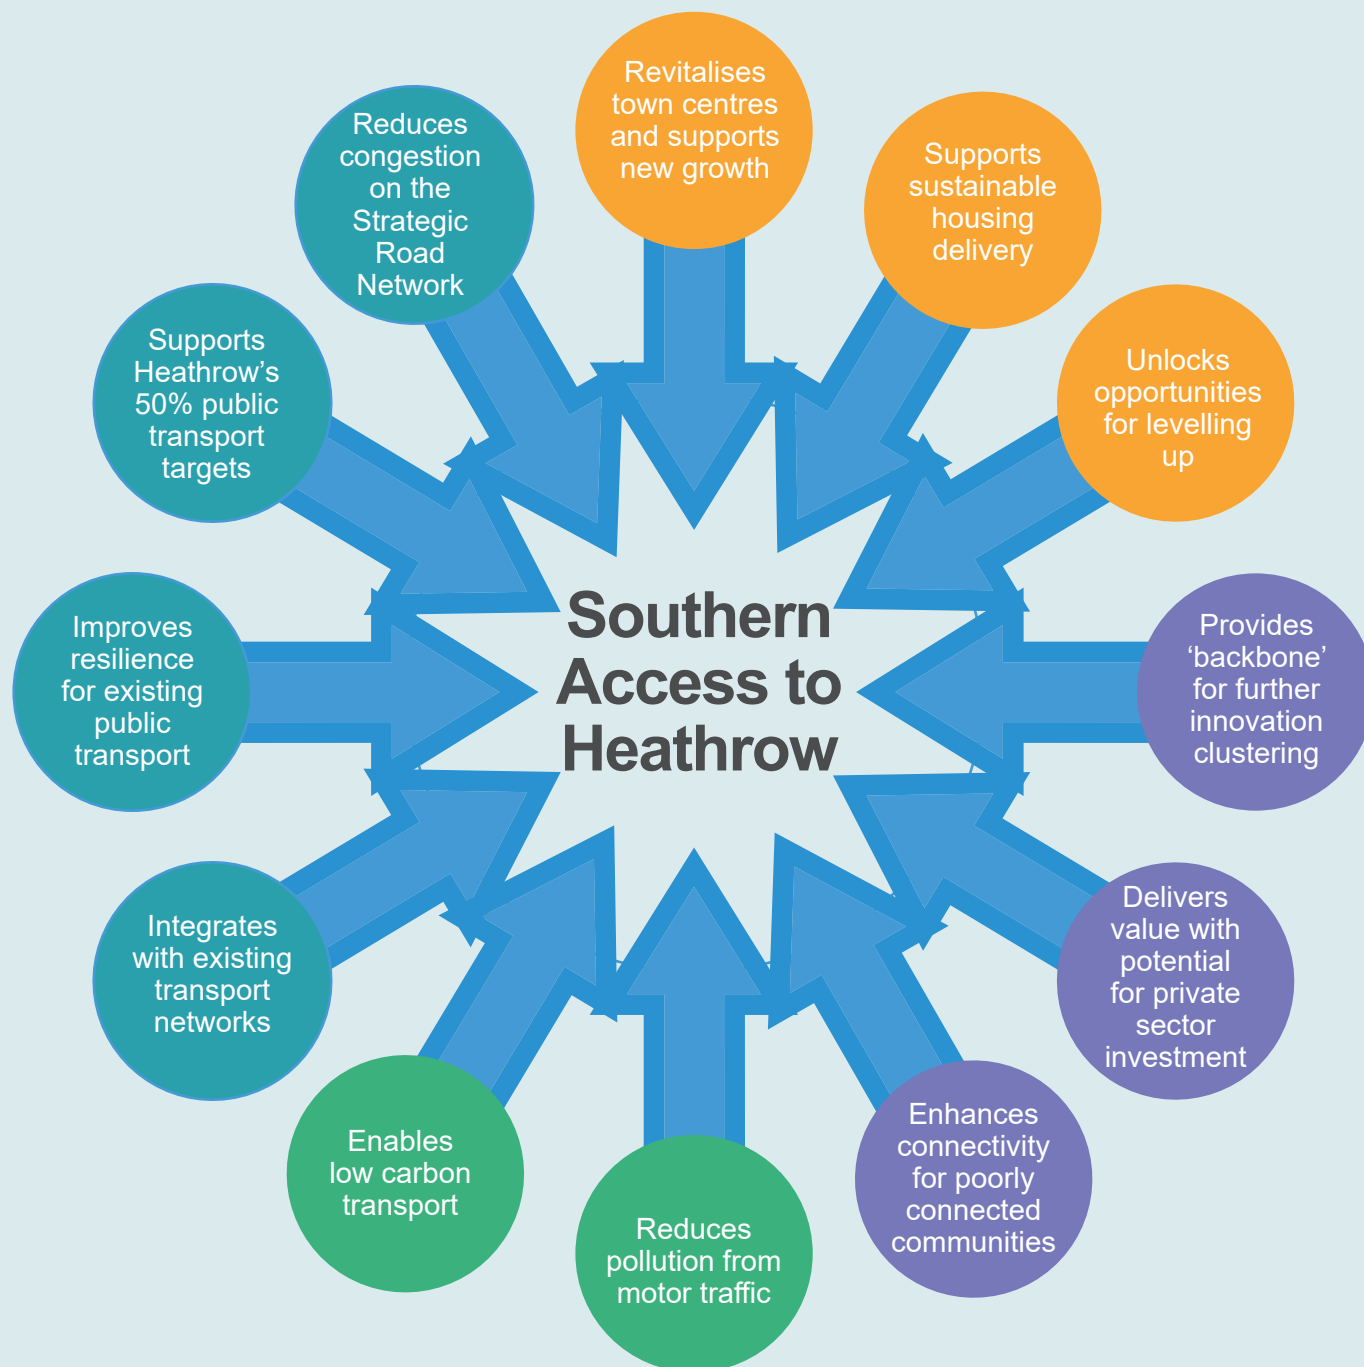 Revitalises
town centres
and supports
new growth
Supports
sustainable
housing
delivery
Unlocks
opportunities
for levelling
up
Provides
‘backbone’
for further
innovation
clustering
Delivers
value with
potential
for private
sector
investment
Enhances
connectivity
for poorly
connected
communities
Reduces
pollution from
motor traffic
Enables
low carbon
transport
Integrates
with existing
transport
networks
Improves
resilience
for existing
public
transport
Supports
Heathrow’s
50% public
transport
targets
Reduces
congestion
on the
Strategic
Road
Network
Southern
Access to
Heathrow